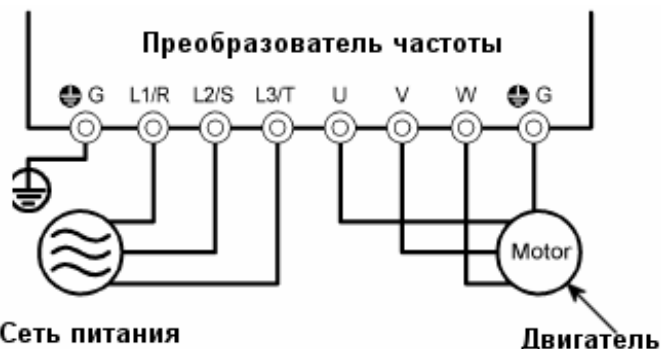 Преобразователь частоты
G L1/R L2/S L3/T U V W G
Motor
Сеть питания
Двигатель